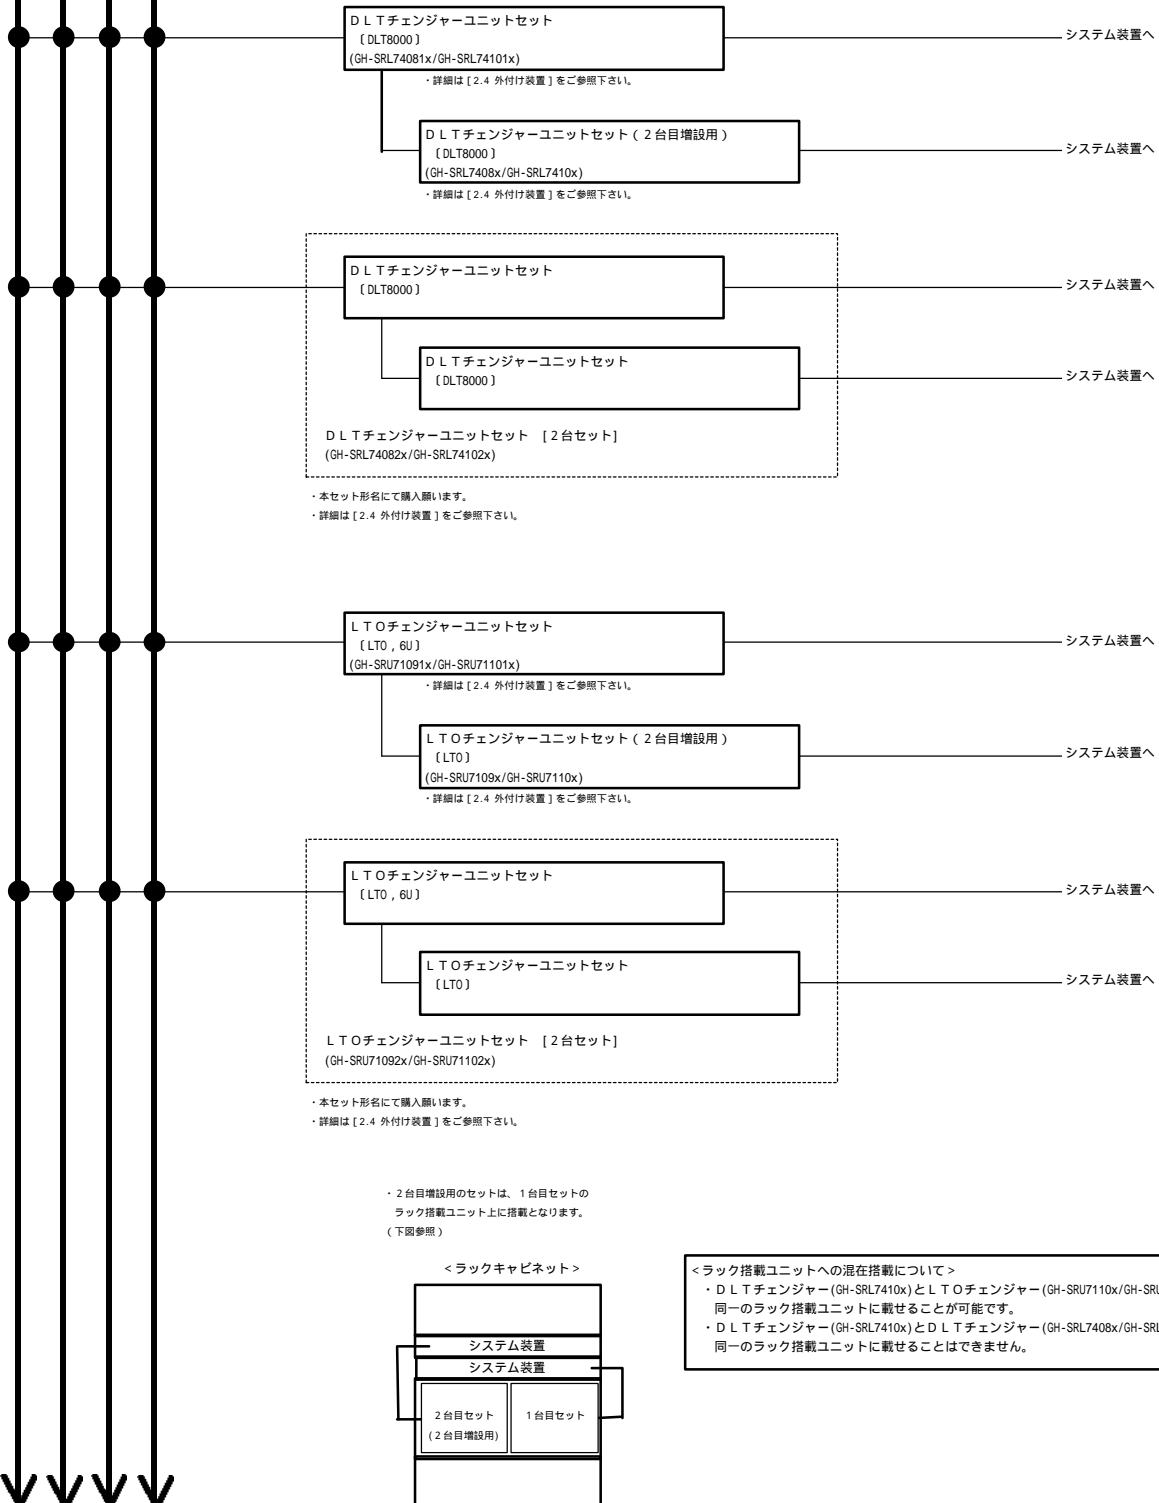 ＤＬＴチェンジャーユニットセット
〔DLT8000〕
(GH-SRL74081x/GH-SRL74101x)
システム装置へ
・詳細は［2.4 外付け装置］をご参照下さい。
ＤＬＴチェンジャーユニットセット（２台目増設用）
〔DLT8000〕
(GH-SRL7408x/GH-SRL7410x)
システム装置へ
・詳細は［2.4 外付け装置］をご参照下さい。
ＤＬＴチェンジャーユニットセット
〔DLT8000〕
システム装置へ
ＤＬＴチェンジャーユニットセット
〔DLT8000〕
システム装置へ
ＤＬＴチェンジャーユニットセット　［２台セット］
(GH-SRL74082x/GH-SRL74102x)
・本セット形名にて購入願います。
・詳細は［2.4 外付け装置］をご参照下さい。
ＬＴＯチェンジャーユニットセット
〔LTO , 6U〕
(GH-SRU71091x/GH-SRU71101x)
システム装置へ
・詳細は［2.4 外付け装置］をご参照下さい。
ＬＴＯチェンジャーユニットセット（２台目増設用）
〔LTO〕
(GH-SRU7109x/GH-SRU7110x)
システム装置へ
・詳細は［2.4 外付け装置］をご参照下さい。
ＬＴＯチェンジャーユニットセット
〔LTO , 6U〕
システム装置へ
ＬＴＯチェンジャーユニットセット
〔LTO〕
システム装置へ
ＬＴＯチェンジャーユニットセット　［２台セット］
(GH-SRU71092x/GH-SRU71102x)
・本セット形名にて購入願います。
・詳細は［2.4 外付け装置］をご参照下さい。
・２台目増設用のセットは、１台目セットの
ラック搭載ユニット上に搭載となります。
（下図参照）
＜ラックキャビネット＞
システム装置
システム装置
２台目セット
(２台目増設用)
１台目セット
＜ラック搭載ユニットへの混在搭載について＞
・ＤＬＴチェンジャー(GH-SRL7410x)とＬＴＯチェンジャー(GH-SRU7110x/GH-SRU
同一のラック搭載ユニットに載せることが可能です。
・ＤＬＴチェンジャー(GH-SRL7410x)とＤＬＴチェンジャー(GH-SRL7408x/GH-SRL
同一のラック搭載ユニットに載せることはできません。